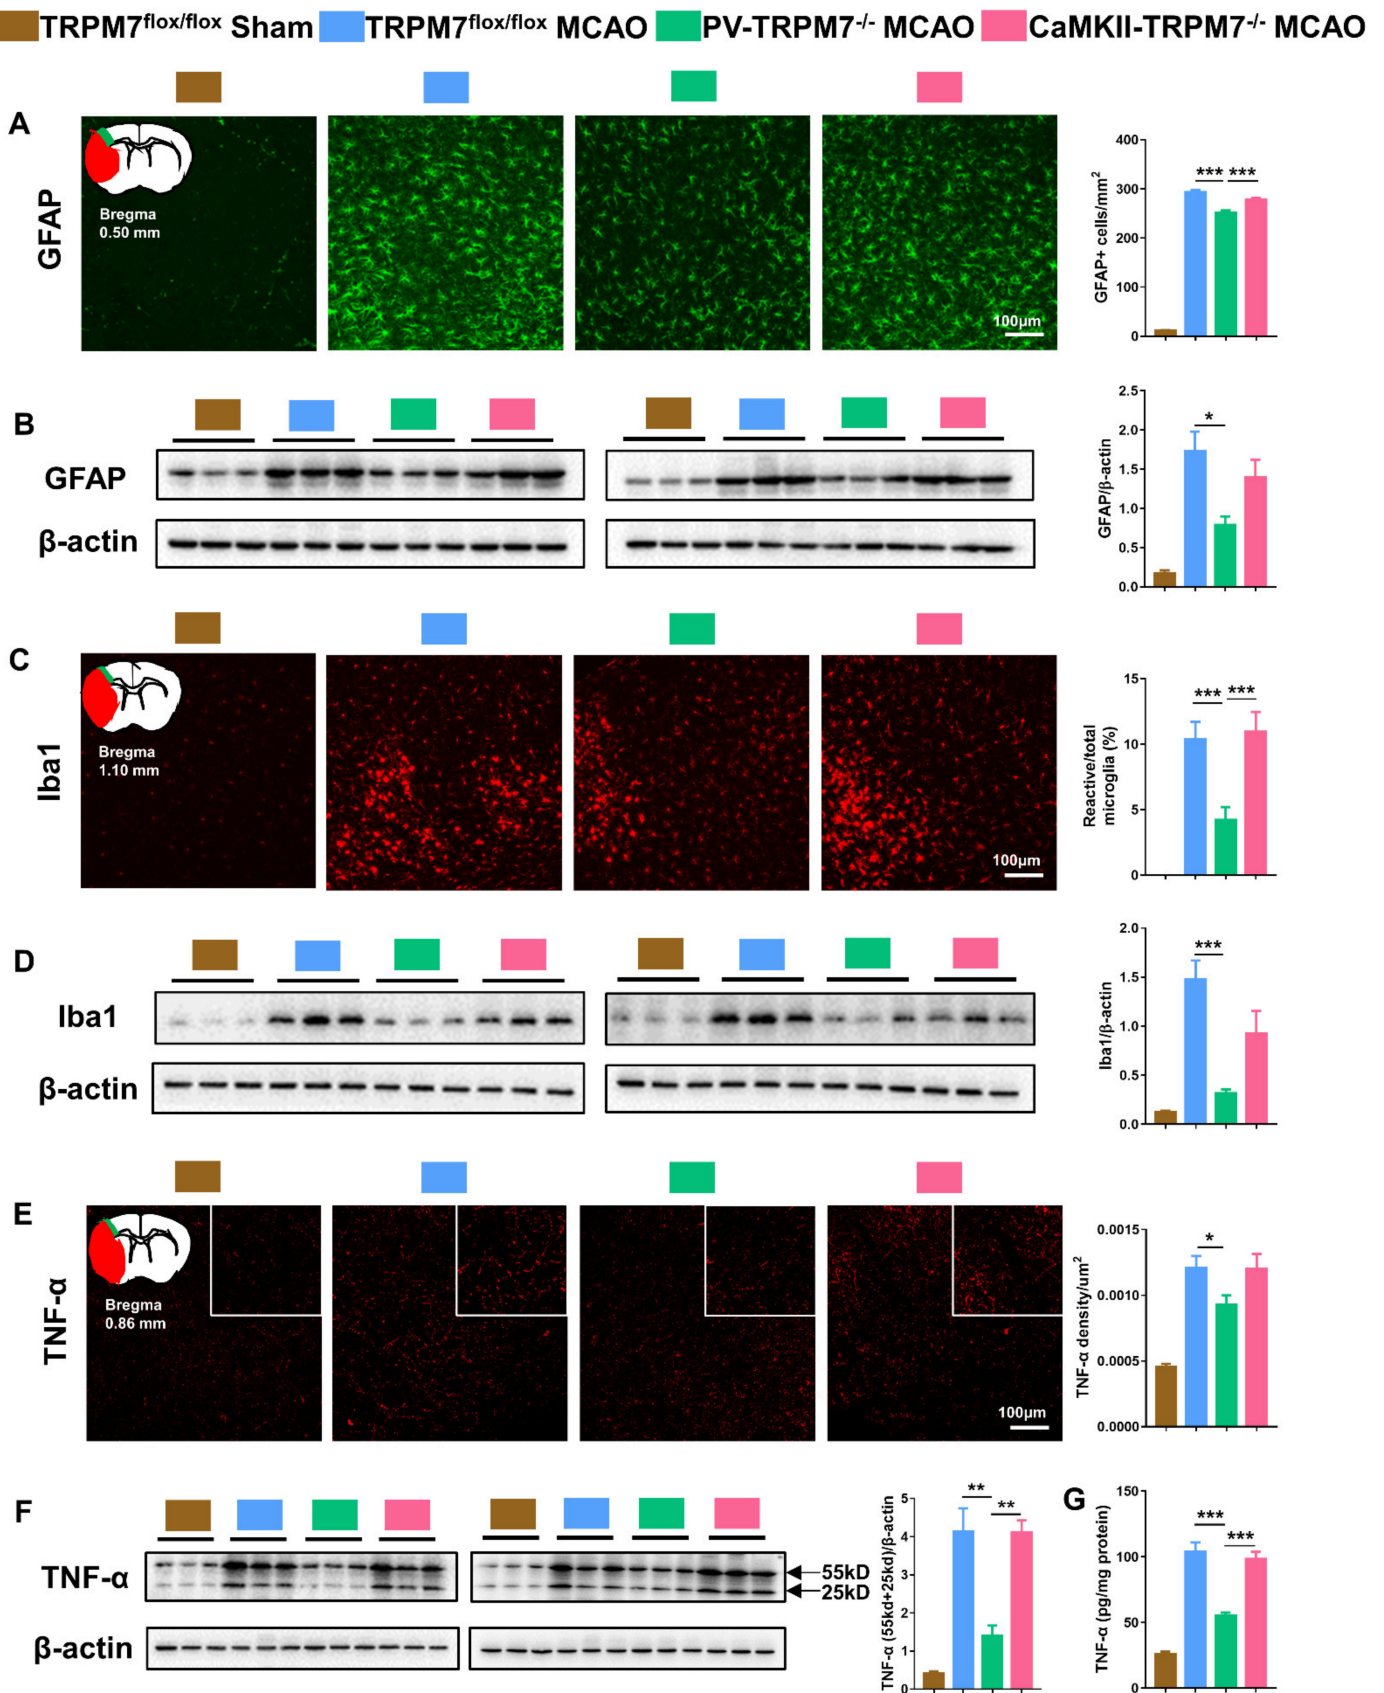 TRPM7flox/flox Sham TRPM7flox/flox MCAO PV-TRPM7-/- MCAO CaMKII-TRPM7-/- MCAO
A
GFAP
Bregma
0.50 mm
100µm
GFAP+ cells/mm2
400
300
200
100
0
*** ***
B
GFAP
β-actin
GFAP/β-actin
2.5
2.0
1.5
1.0
0.5
0.0
*
C
Iba1
Bregma
1.10 mm
100µm
Reactive/total
microglia (%)
15
10
5
0
*** ***
D
Iba1
β-actin
Iba1/β-actin
2.0
1.5
1.0
0.5
0.0
***
E
TNF-α
Bregma
0.86 mm
100µm
TNF-α density/um2
0.0015
0.0010
0.0005
0.0000
*
F
TNF-α
55kD
25kD
β-actin
TNF-α (55kd+25kd)/β-actin
5
4
3
2
1
0
**
**
G
TNF-α (pg/mg protein)
150
100
50
0
***
***